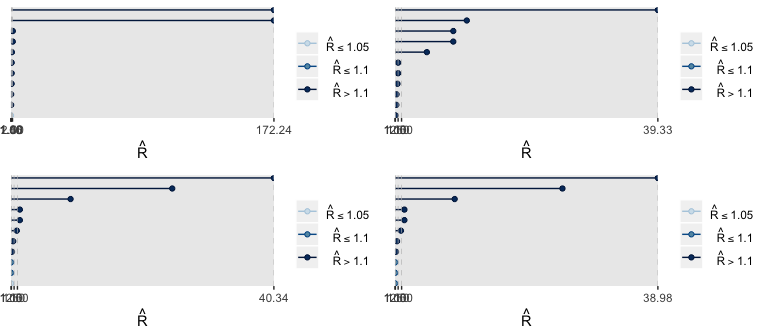 R̂ ≤ 1.05
R̂ ≤ 1.1
R̂ > 1.1
172.24
R̂
R̂ ≤ 1.05
R̂ ≤ 1.1
R̂ > 1.1
39.33
R̂
R̂ ≤ 1.05
R̂ ≤ 1.1
R̂ > 1.1
40.34
R̂
R̂ ≤ 1.05
R̂ ≤ 1.1
R̂ > 1.1
38.98
R̂